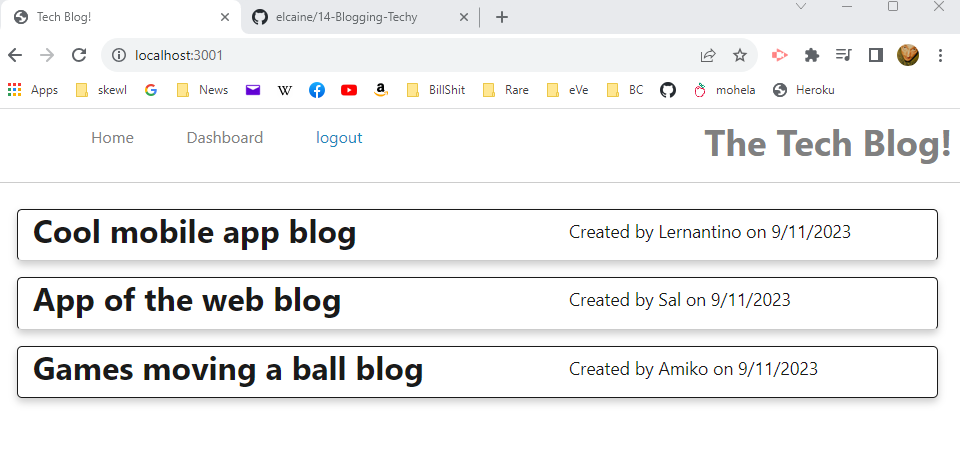 Tech Blog!
elcaine/14-Blogging-Techy
localhost:3001
Apps skewl News BillShit Rare eVe BC mohela Heroku
Home Dashboard logout The Tech Blog!
Cool mobile app blog Created by Lernantino on 9/11/2023
App of the web blog Created by Sal on 9/11/2023
Games moving a ball blog Created by Amiko on 9/11/2023